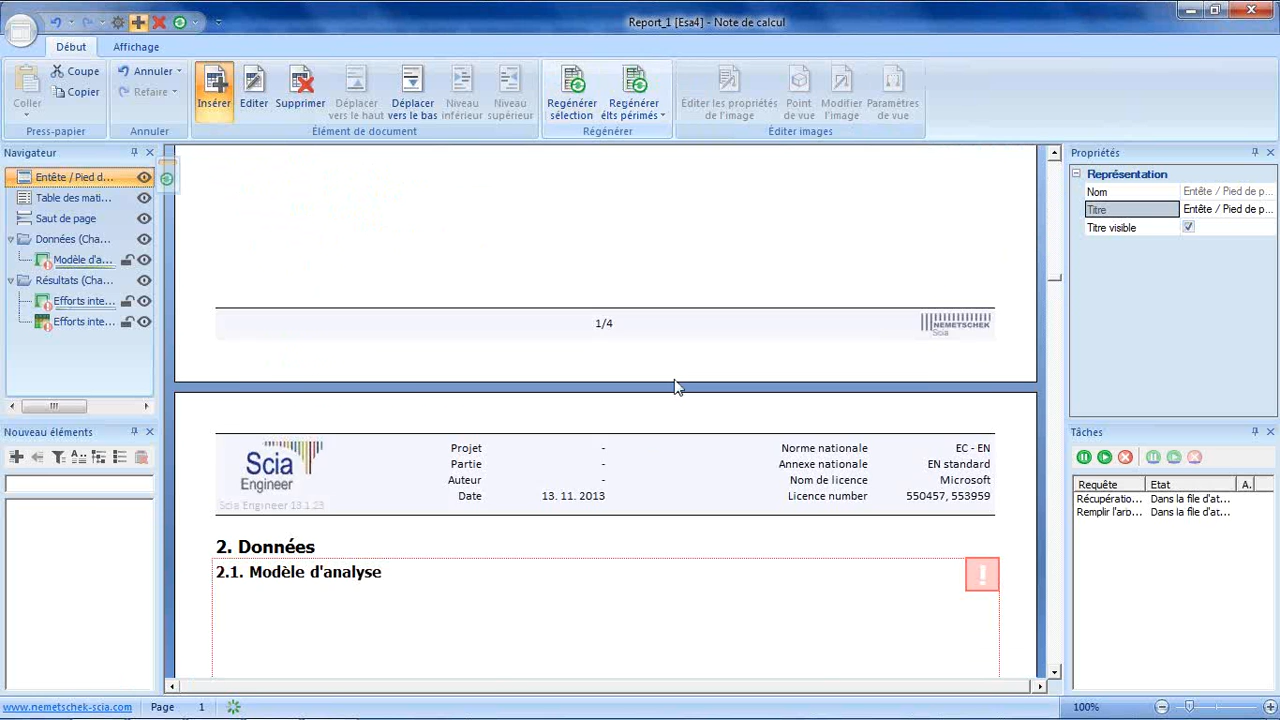 Report_1 [Esa4] - Note de calcul
Début
Affichage
Coller
Coupe
Copier
Press-papier
Annuler
Refaire
Annuler
Insérer
Editer
Supprimer
Déplacer vers le haut
Déplacer vers le bas
Niveau inférieur
Niveau supérieur
Élément de document
Regénérer sélection
Regénérer élts périmés
Régénérer
Éditer les propriétés de l'image
Point de vue
Modifier l'image
Paramètres de vue
Éditer images
Navigateur
Entête / Pied d...
Table des mati...
Saut de page
Données (Cha...
Modèle d'a...
Résultats (Cha...
Efforts inte...
Efforts inte...
Nouveau éléments
1/4
NEMETSCHEK
Scia
Scia
Engineer
Scia Engineer 13.1.23
Projet -
Partie -
Auteur -
Date 13. 11. 2013
Norme nationale EC - EN
Annexe nationale EN standard
Nom de licence Microsoft
Licence number 550457, 553959
2. Données
2.1. Modèle d'analyse
!
Propriétés
Représentation
Nom Entête / Pied de p...
Titre Entête / Pied de p...
Titre visible
Tâches
Requête Etat A.
Récupératio... Dans la file d'at...
Remplir l'aro... Dans la file d'at...
www.nemetschek-scia.com
Page 1
100%